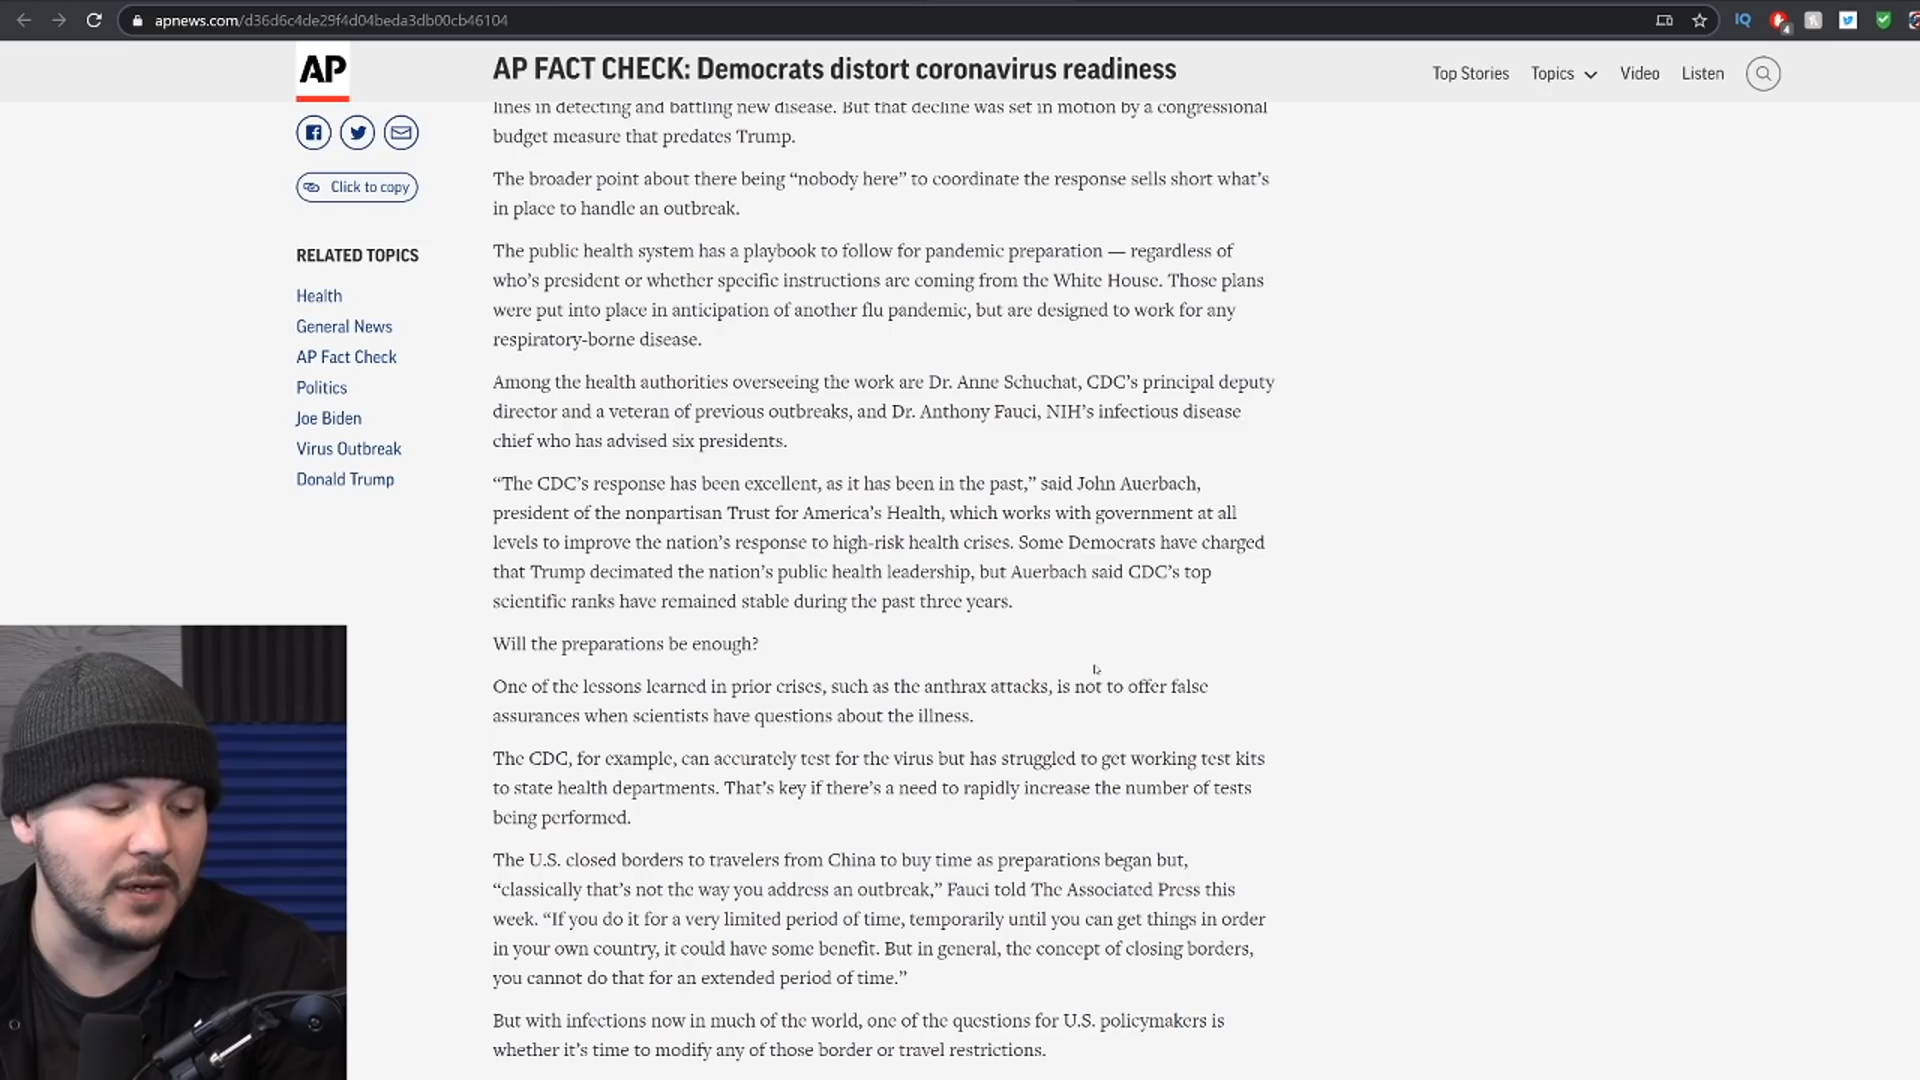 apnews.com/d36d6c4de29f4d04beda3db00cb46104
IQ
4
AP
AP FACT CHECK: Democrats distort coronavirus readiness
Top Stories
Topics
Video
Listen
Click to copy
RELATED TOPICS
Health
General News
AP Fact Check
Politics
Joe Biden
Virus Outbreak
Donald Trump
lines in detecting and battling new disease. But that decline was set in motion by a congressional
budget measure that predates Trump.
The broader point about there being “nobody here” to coordinate the response sells short what’s
in place to handle an outbreak.
The public health system has a playbook to follow for pandemic preparation — regardless of
who’s president or whether specific instructions are coming from the White House. Those plans
were put into place in anticipation of another flu pandemic, but are designed to work for any
respiratory-borne disease.
Among the health authorities overseeing the work are Dr. Anne Schuchat, CDC’s principal deputy
director and a veteran of previous outbreaks, and Dr. Anthony Fauci, NIH’s infectious disease
chief who has advised six presidents.
“The CDC’s response has been excellent, as it has been in the past,” said John Auerbach,
president of the nonpartisan Trust for America’s Health, which works with government at all
levels to improve the nation’s response to high-risk health crises. Some Democrats have charged
that Trump decimated the nation’s public health leadership, but Auerbach said CDC’s top
scientific ranks have remained stable during the past three years.
Will the preparations be enough?
One of the lessons learned in prior crises, such as the anthrax attacks, is not to offer false
assurances when scientists have questions about the illness.
The CDC, for example, can accurately test for the virus but has struggled to get working test kits
to state health departments. That’s key if there’s a need to rapidly increase the number of tests
being performed.
The U.S. closed borders to travelers from China to buy time as preparations began but,
“classically that’s not the way you address an outbreak,” Fauci told The Associated Press this
week. “If you do it for a very limited period of time, temporarily until you can get things in order
in your own country, it could have some benefit. But in general, the concept of closing borders,
you cannot do that for an extended period of time.”
But with infections now in much of the world, one of the questions for U.S. policymakers is
whether it’s time to modify any of those border or travel restrictions.